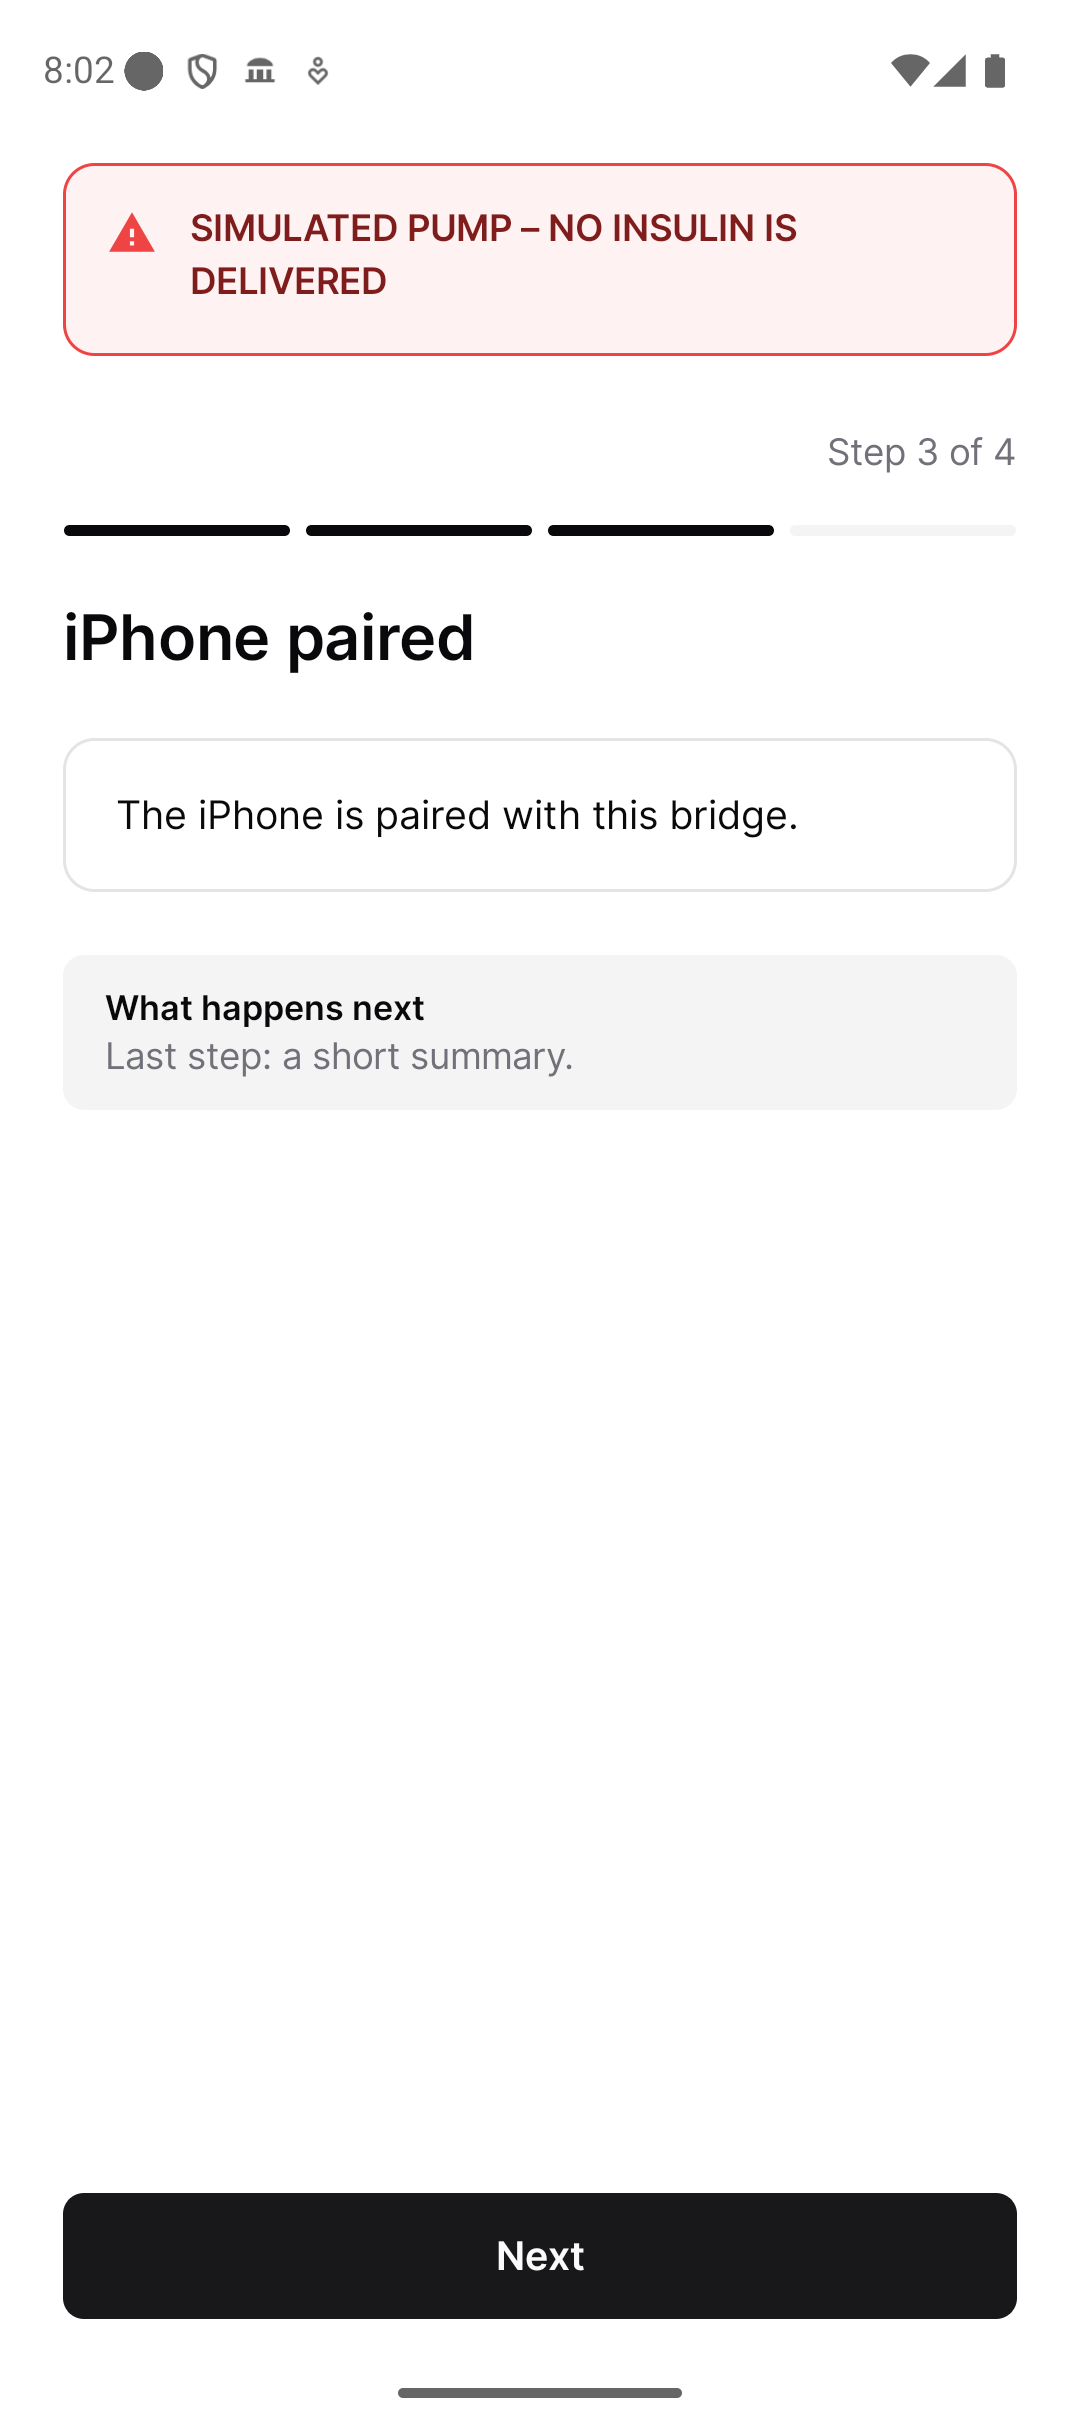 8:02
SIMULATED PUMP – NO INSULIN IS
DELIVERED
Step 3 of 4
iPhone paired
The iPhone is paired with this bridge.
What happens next
Last step: a short summary.
Next